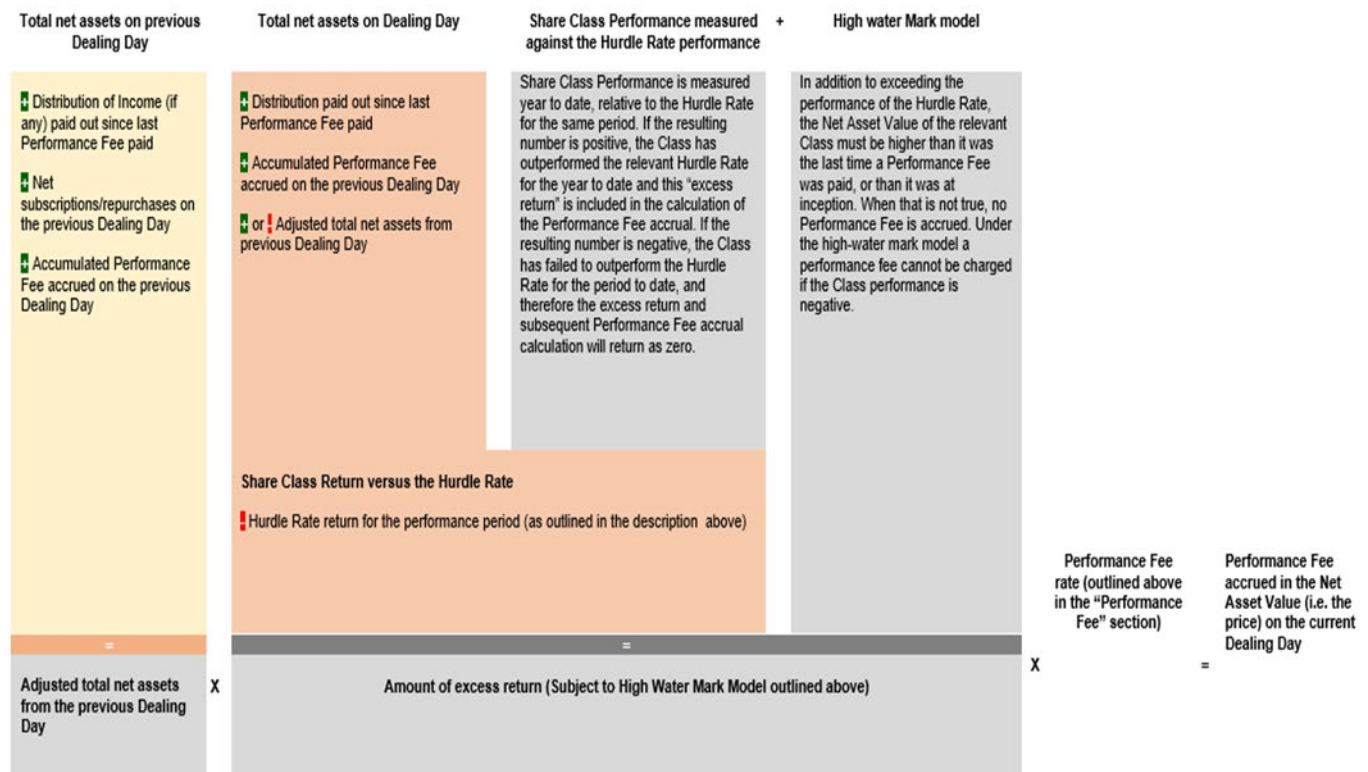 Total net assets on previous
Dealing Day
+ Distribution of Income (if
any) paid out since last
Performance Fee paid
+ Net
subscriptions/repurchases on
the previous Dealing Day
+ Accumulated Performance
Fee accrued on the previous
Dealing Day
=
Adjusted total net assets
from the previous Dealing
Day
X
Total net assets on Dealing Day
+ Distribution paid out since last
Performance Fee paid
+ Accumulated Performance Fee
accrued on the previous Dealing Day
+ or ! Adjusted total net assets from
previous Dealing Day
Share Class Performance measured
against the Hurdle Rate performance
Share Class Performance is measured
year to date, relative to the Hurdle Rate
for the same period. If the resulting
number is positive, the Class has
outperformed the relevant Hurdle Rate
for the year to date and this “excess
return” is included in the calculation of
the Performance Fee accrual. If the
resulting number is negative, the Class
has failed to outperform the Hurdle
Rate for the period to date, and
therefore the excess return and
subsequent Performance Fee accrual
calculation will return as zero.
+
High water Mark model
In addition to exceeding the
performance of the Hurdle Rate,
the Net Asset Value of the relevant
Class must be higher than it was
the last time a Performance Fee
was paid, or than it was at
inception. When that is not true, no
Performance Fee is accrued. Under
the high-water mark model a
performance fee cannot be charged
if the Class performance is
negative.
Share Class Return versus the Hurdle Rate
! Hurdle Rate return for the performance period (as outlined in the description above)
=
Amount of excess return (Subject to High Water Mark Model outlined above)
X
Performance Fee
rate (outlined above
in the “Performance
Fee” section)
=
Performance Fee
accrued in the Net
Asset Value (i.e. the
price) on the current
Dealing Day